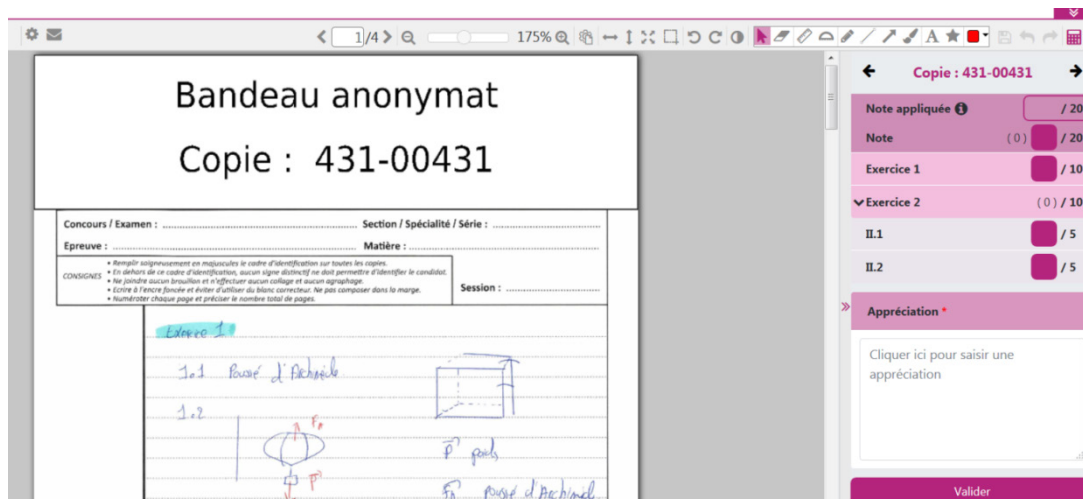 1/4
175%
A
Copie : 431-00431
Note appliquée / 20
Note (0) / 20
Exercice 1 / 10
Exercice 2 (0) / 10
II.1 / 5
II.2 / 5
Appréciation *
Cliquer ici pour saisir une
appréciation
Valider
Bandeau anonymat
Copie : 431-00431
Concours / Examen : Section / Spécialité / Série :
Epreuve : Matière :
CONSIGNES
• Remplir soigneusement en majuscules le cadre d'identification sur toutes les copies.
• En dehors de ce cadre d'identification, aucun signe distinctif ne doit permettre d'identifier le candidat.
• Ne joindre aucun brouillon et n'effectuer aucun collage et aucun agraphage.
• Ecrire à l'encre foncée et éviter d'utiliser du blanc correcteur. Ne pas composer dans la marge.
• Numéroter chaque page et préciser le nombre total de pages.
Session :
1
1.1 d'Archimède
1.2
P poids
d'Archimède